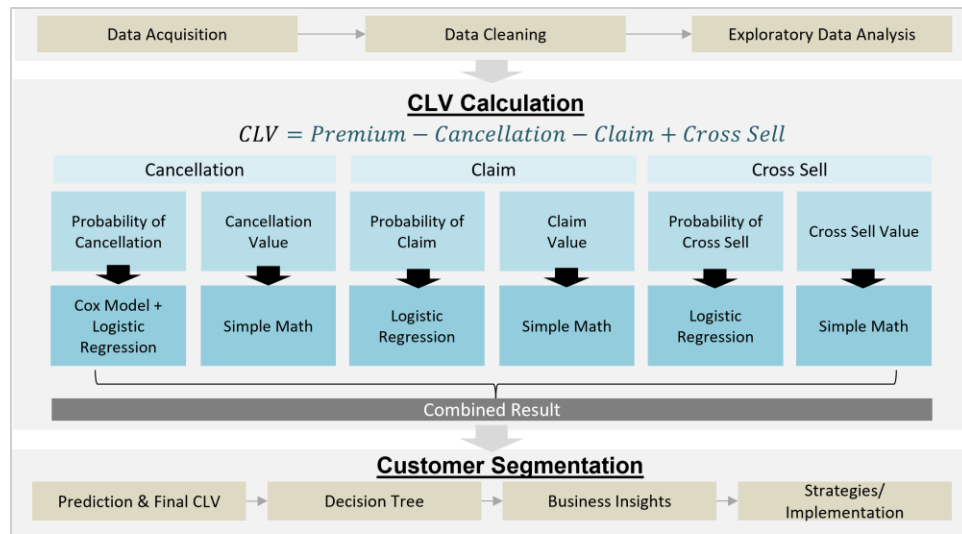 Data Acquisition
Data Cleaning
Exploratory Data Analysis
CLV Calculation
CLV = Premium − Cancellation − Claim + Cross Sell
Cancellation
Claim
Cross Sell
Probability of
Cancellation
Cancellation
Value
Probability of
Claim
Claim
Value
Probability of
Cross Sell
Cross Sell Value
Cox Model +
Logistic
Regression
Simple Math
Logistic
Regression
Simple Math
Logistic
Regression
Simple Math
Combined Result
Customer Segmentation
Prediction & Final CLV
Decision Tree
Business Insights
Strategies/
Implementation